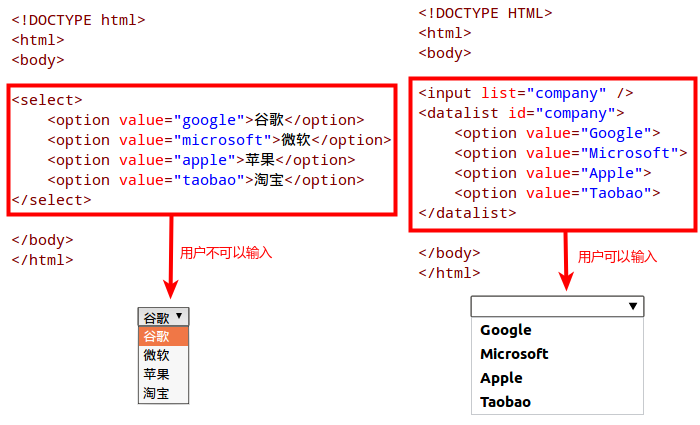 <!DOCTYPE html>
<html>
<body>
<select>
    <option value="google">谷歌</option>
    <option value="microsoft">微软</option>
    <option value="apple">苹果</option>
    <option value="taobao">淘宝</option>
</select>
</body>
</html>
用户不可以输入
谷歌
谷歌
微软
苹果
淘宝
<!DOCTYPE HTML>
<html>
<body>
<input list="company" />
<datalist id="company">
    <option value="Google">
    <option value="Microsoft">
    <option value="Apple">
    <option value="Taobao">
</datalist>
</body>
</html>
用户可以输入
Google
Microsoft
Apple
Taobao